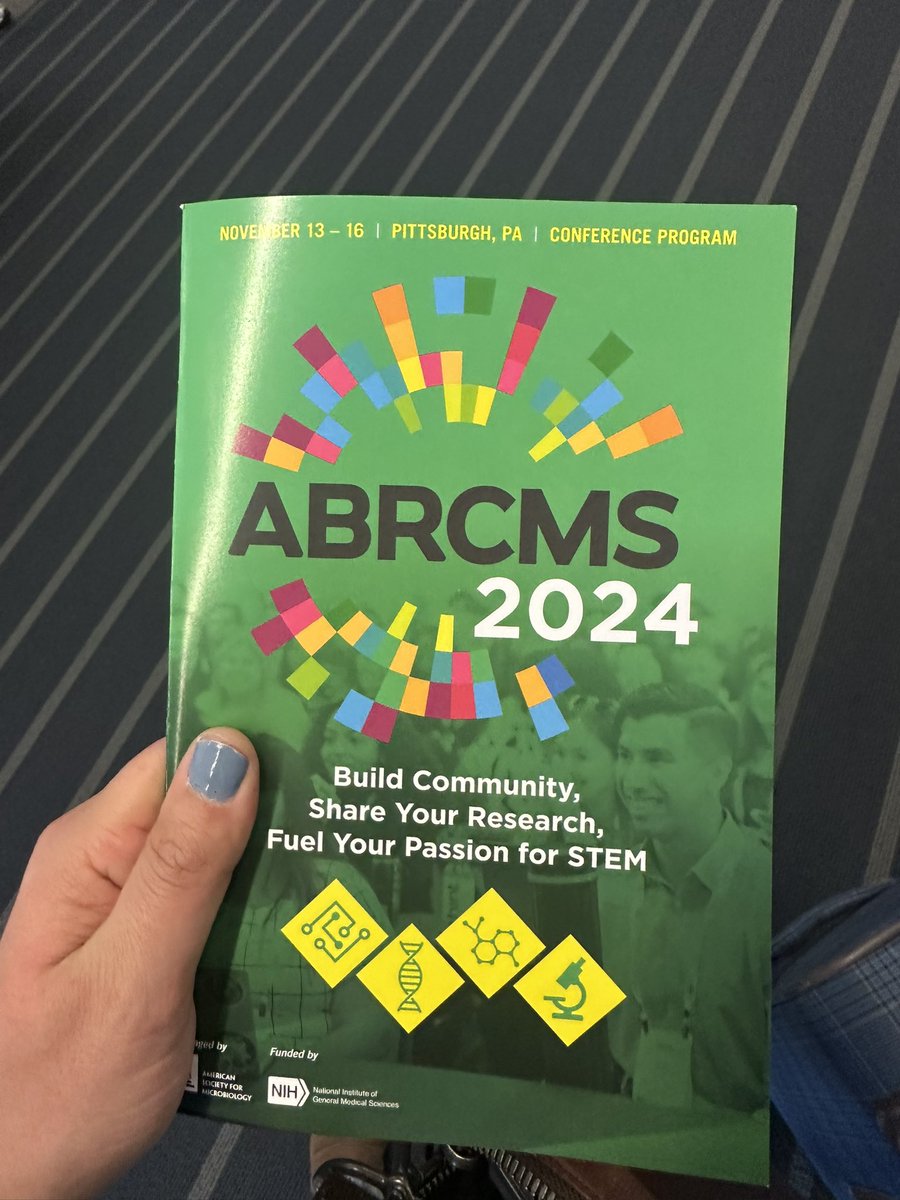 NOVEMBER 13 – 16 | PITTSBURGH, PA | CONFERENCE PROGRAM
ABRCMS
2024
Build Community,
Share Your Research,
Fuel Your Passion for STEM
by
Funded by
AMERICAN
SOCIETY FOR
MICROBIOLOGY
NIH
National Institute of
General Medical Sciences